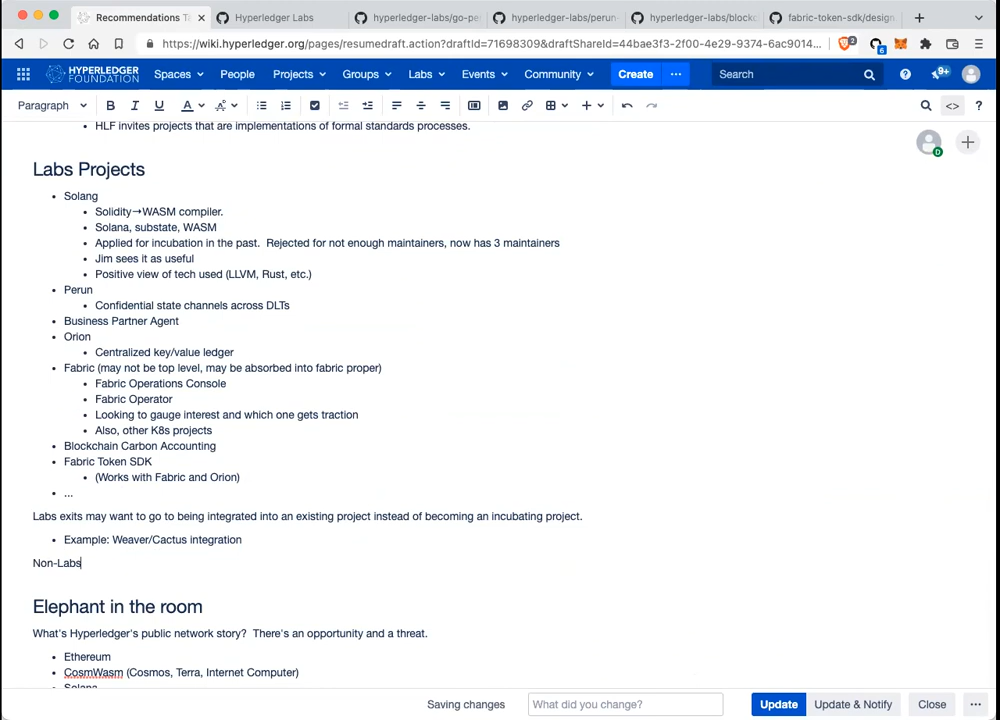 Recommendations Ta
Hyperledger Labs
hyperledger-labs/go-pe
hyperledger-labs/perun
hyperledger-labs/blockc
fabric-token-sdk/design
https://wiki.hyperledger.org/pages/resumedraft.action?draftId=71698309&draftShareId=44bae3f3-2f00-4e29-9374-6ac9014...
2
6
HYPERLEDGER
FOUNDATION
Spaces
People
Projects
Groups
Labs
Events
Community
Create
Search
9+
Paragraph
B
I
U
A
HLF invites projects that are implementations of formal standards processes.
D
Labs Projects
Solang
Solidity→WASM compiler.
Solana, substate, WASM
Applied for incubation in the past. Rejected for not enough maintainers, now has 3 maintainers
Jim sees it as useful
Positive view of tech used (LLVM, Rust, etc.)
Perun
Confidential state channels across DLTs
Business Partner Agent
Orion
Centralized key/value ledger
Fabric (may not be top level, may be absorbed into fabric proper)
Fabric Operations Console
Fabric Operator
Looking to gauge interest and which one gets traction
Also, other K8s projects
Blockchain Carbon Accounting
Fabric Token SDK
(Works with Fabric and Orion)
...
Labs exits may want to go to being integrated into an existing project instead of becoming an incubating project.
Example: Weaver/Cactus integration
Non-Labs
Elephant in the room
What's Hyperledger's public network story? There's an opportunity and a threat.
Ethereum
CosmWasm (Cosmos, Terra, Internet Computer)
Solana
Saving changes
What did you change?
Update
Update & Notify
Close
...